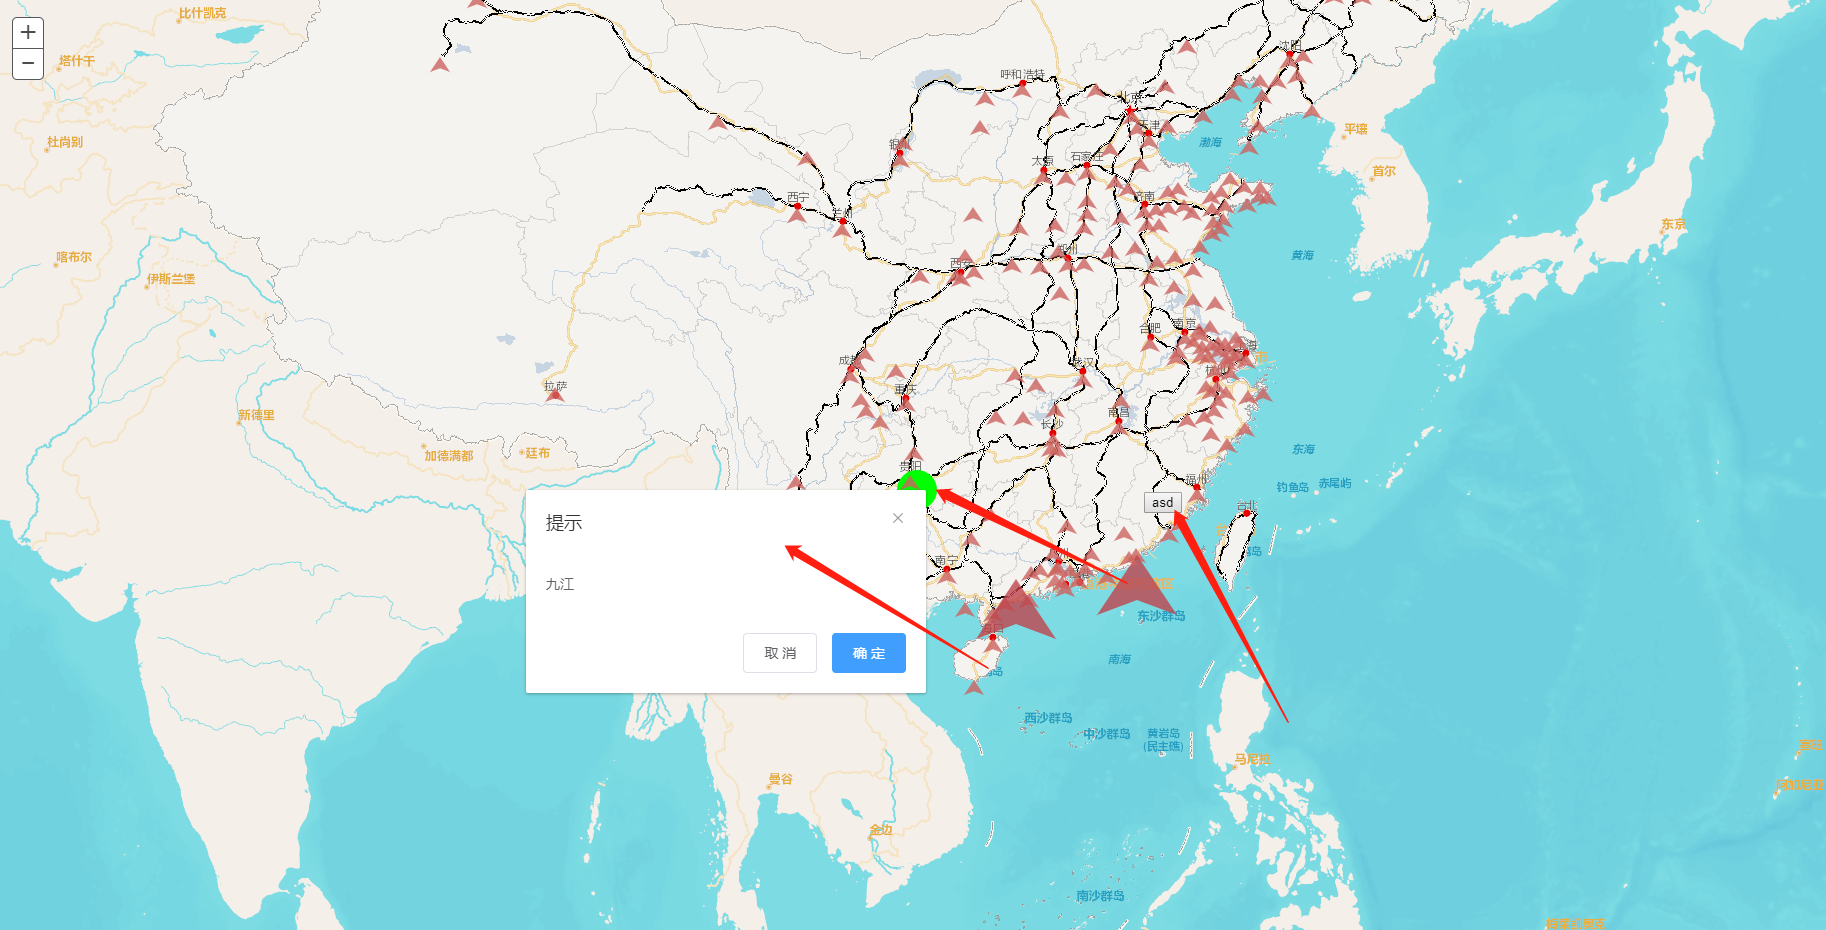 比什凯克
+
−
塔什干
沈阳
呼和浩特
北京
天津
平壤
渤海
杜尚别
银川
太原
石家庄
首尔
西宁
济南
兰州
东京
喀布尔
伊斯兰堡
郑州
黄海
西安
合肥
南京
成都
武汉
拉萨
重庆
杭州
南昌
新德里
长沙
东海
加德满都
廷布
贵阳
福州
钓鱼岛
赤尾屿
asd
台北
提示
南宁
九江
东沙群岛
海口
取消
确定
南海
西沙群岛
中沙群岛
黄岩岛
(民主礁)
马尼拉
曼谷
金边
南沙群岛